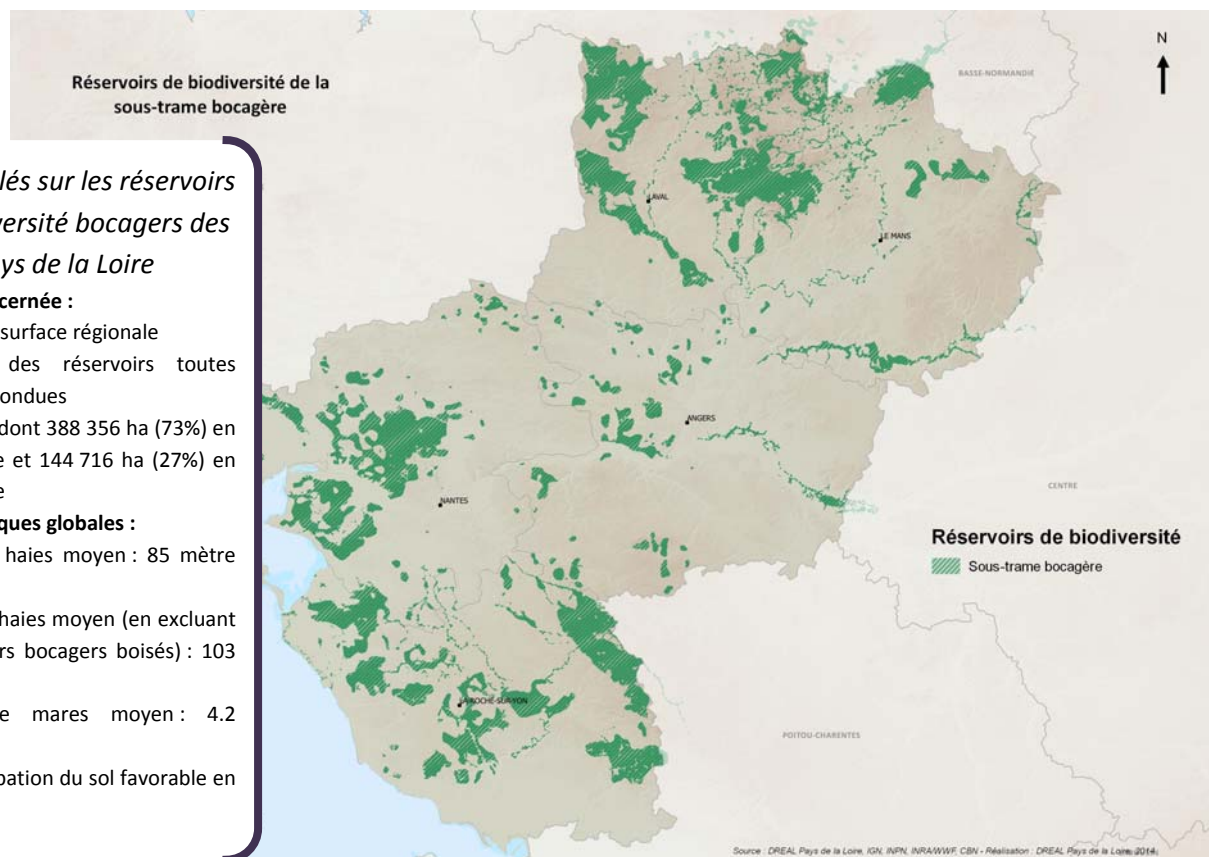 Réservoirs de biodiversité de la
sous-trame bocagère
lés sur les réservoirs
ersité bocagers des
ys de la Loire
cernée :
surface régionale
des réservoirs toutes
ondues
dont 388 356 ha (73%) en
e et 144 716 ha (27%) en
e
ques globales :
haies moyen : 85 mètre
haies moyen (en excluant
rs bocagers boisés) : 103
e mares moyen : 4.2
pation du sol favorable en
N
BASSE-NORMANDIE
LAVAL
LE MANS
ANGERS
NANTES
CENTRE
LA ROCHE-SUR-YON
POITOU-CHARENTES
Réservoirs de biodiversité
Sous-trame bocagère
Source : DREAL Pays de la Loire, IGN, INPN, INRA/WWF, CBN - Réalisation : DREAL Pays de la Loire, 2014